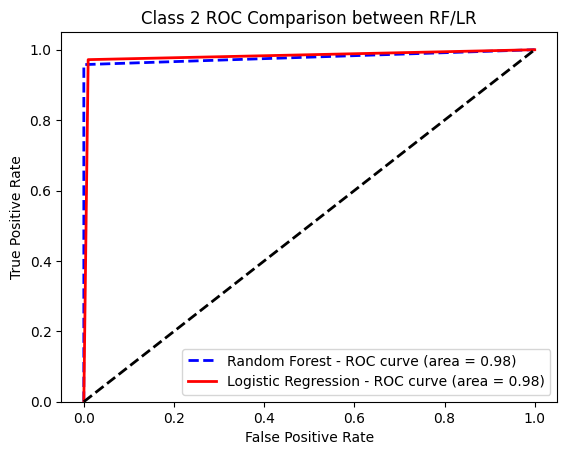 Class 2 ROC Comparison between RF/LR
True Positive Rate
1.0
0.8
0.6
0.4
0.2
0.0
Random Forest - ROC curve (area = 0.98)
Logistic Regression - ROC curve (area = 0.98)
0.0 0.2 0.4 0.6 0.8 1.0
False Positive Rate